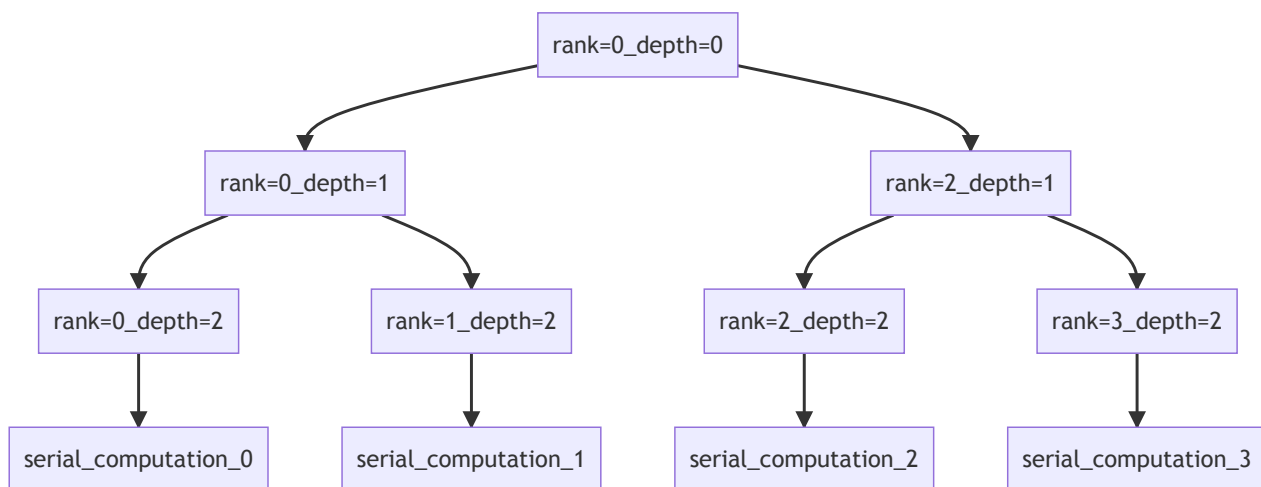 rank=0_depth=0
rank=0_depth=1
rank=2_depth=1
rank=0_depth=2
rank=1_depth=2
rank=2_depth=2
rank=3_depth=2
serial_computation_0
serial_computation_1
serial_computation_2
serial_computation_3